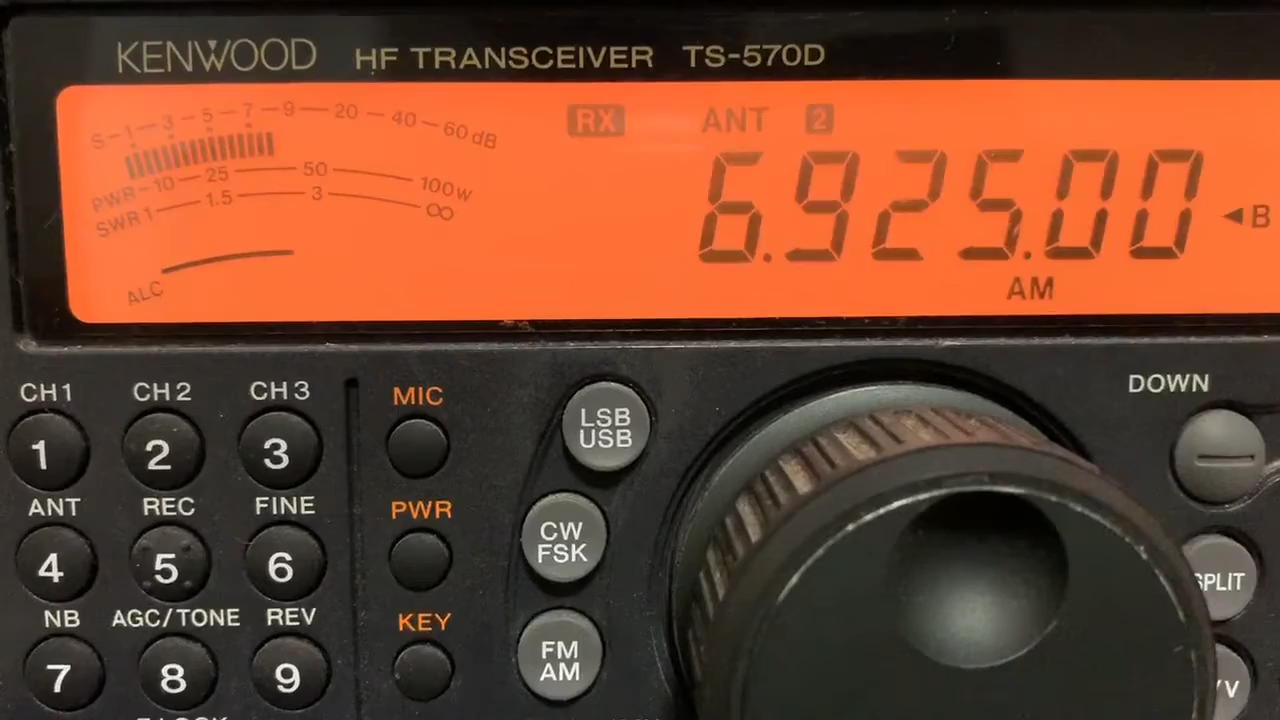 KENWOOD HF TRANSCEIVER TS-570D
S-1-3-5-7-9-20-40-60dB
RX ANT 2
PWR-10-25-50-100W
SWR 1-1.5-3-∞
ALC
6.925.00 ◄B
AM
CH1 CH2 CH3 MIC DOWN
1 2 3 LSB
USB
ANT REC FINE PWR
4 5 6 CW
FSK SPLIT
NB AGC/TONE REV KEY
7 8 9 FM
AM /V